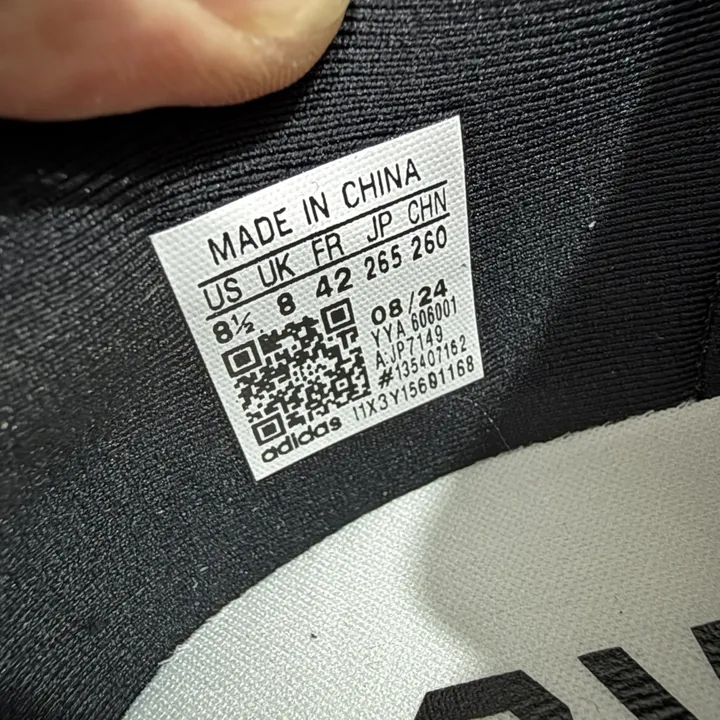 MADE IN CHINA
US UK FR JP CHN
8½ 8 42 265 260
08/24
YYA 606001
A.JP7149
#135407162
11X3Y15601168
adidas